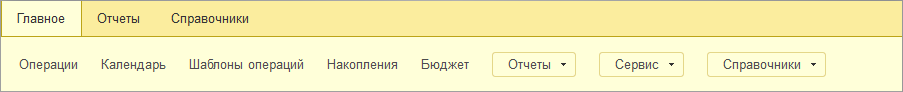 Главное Отчеты Справочники
Операции Календарь Шаблоны операций Накопления Бюджет Отчеты Сервис Справочники